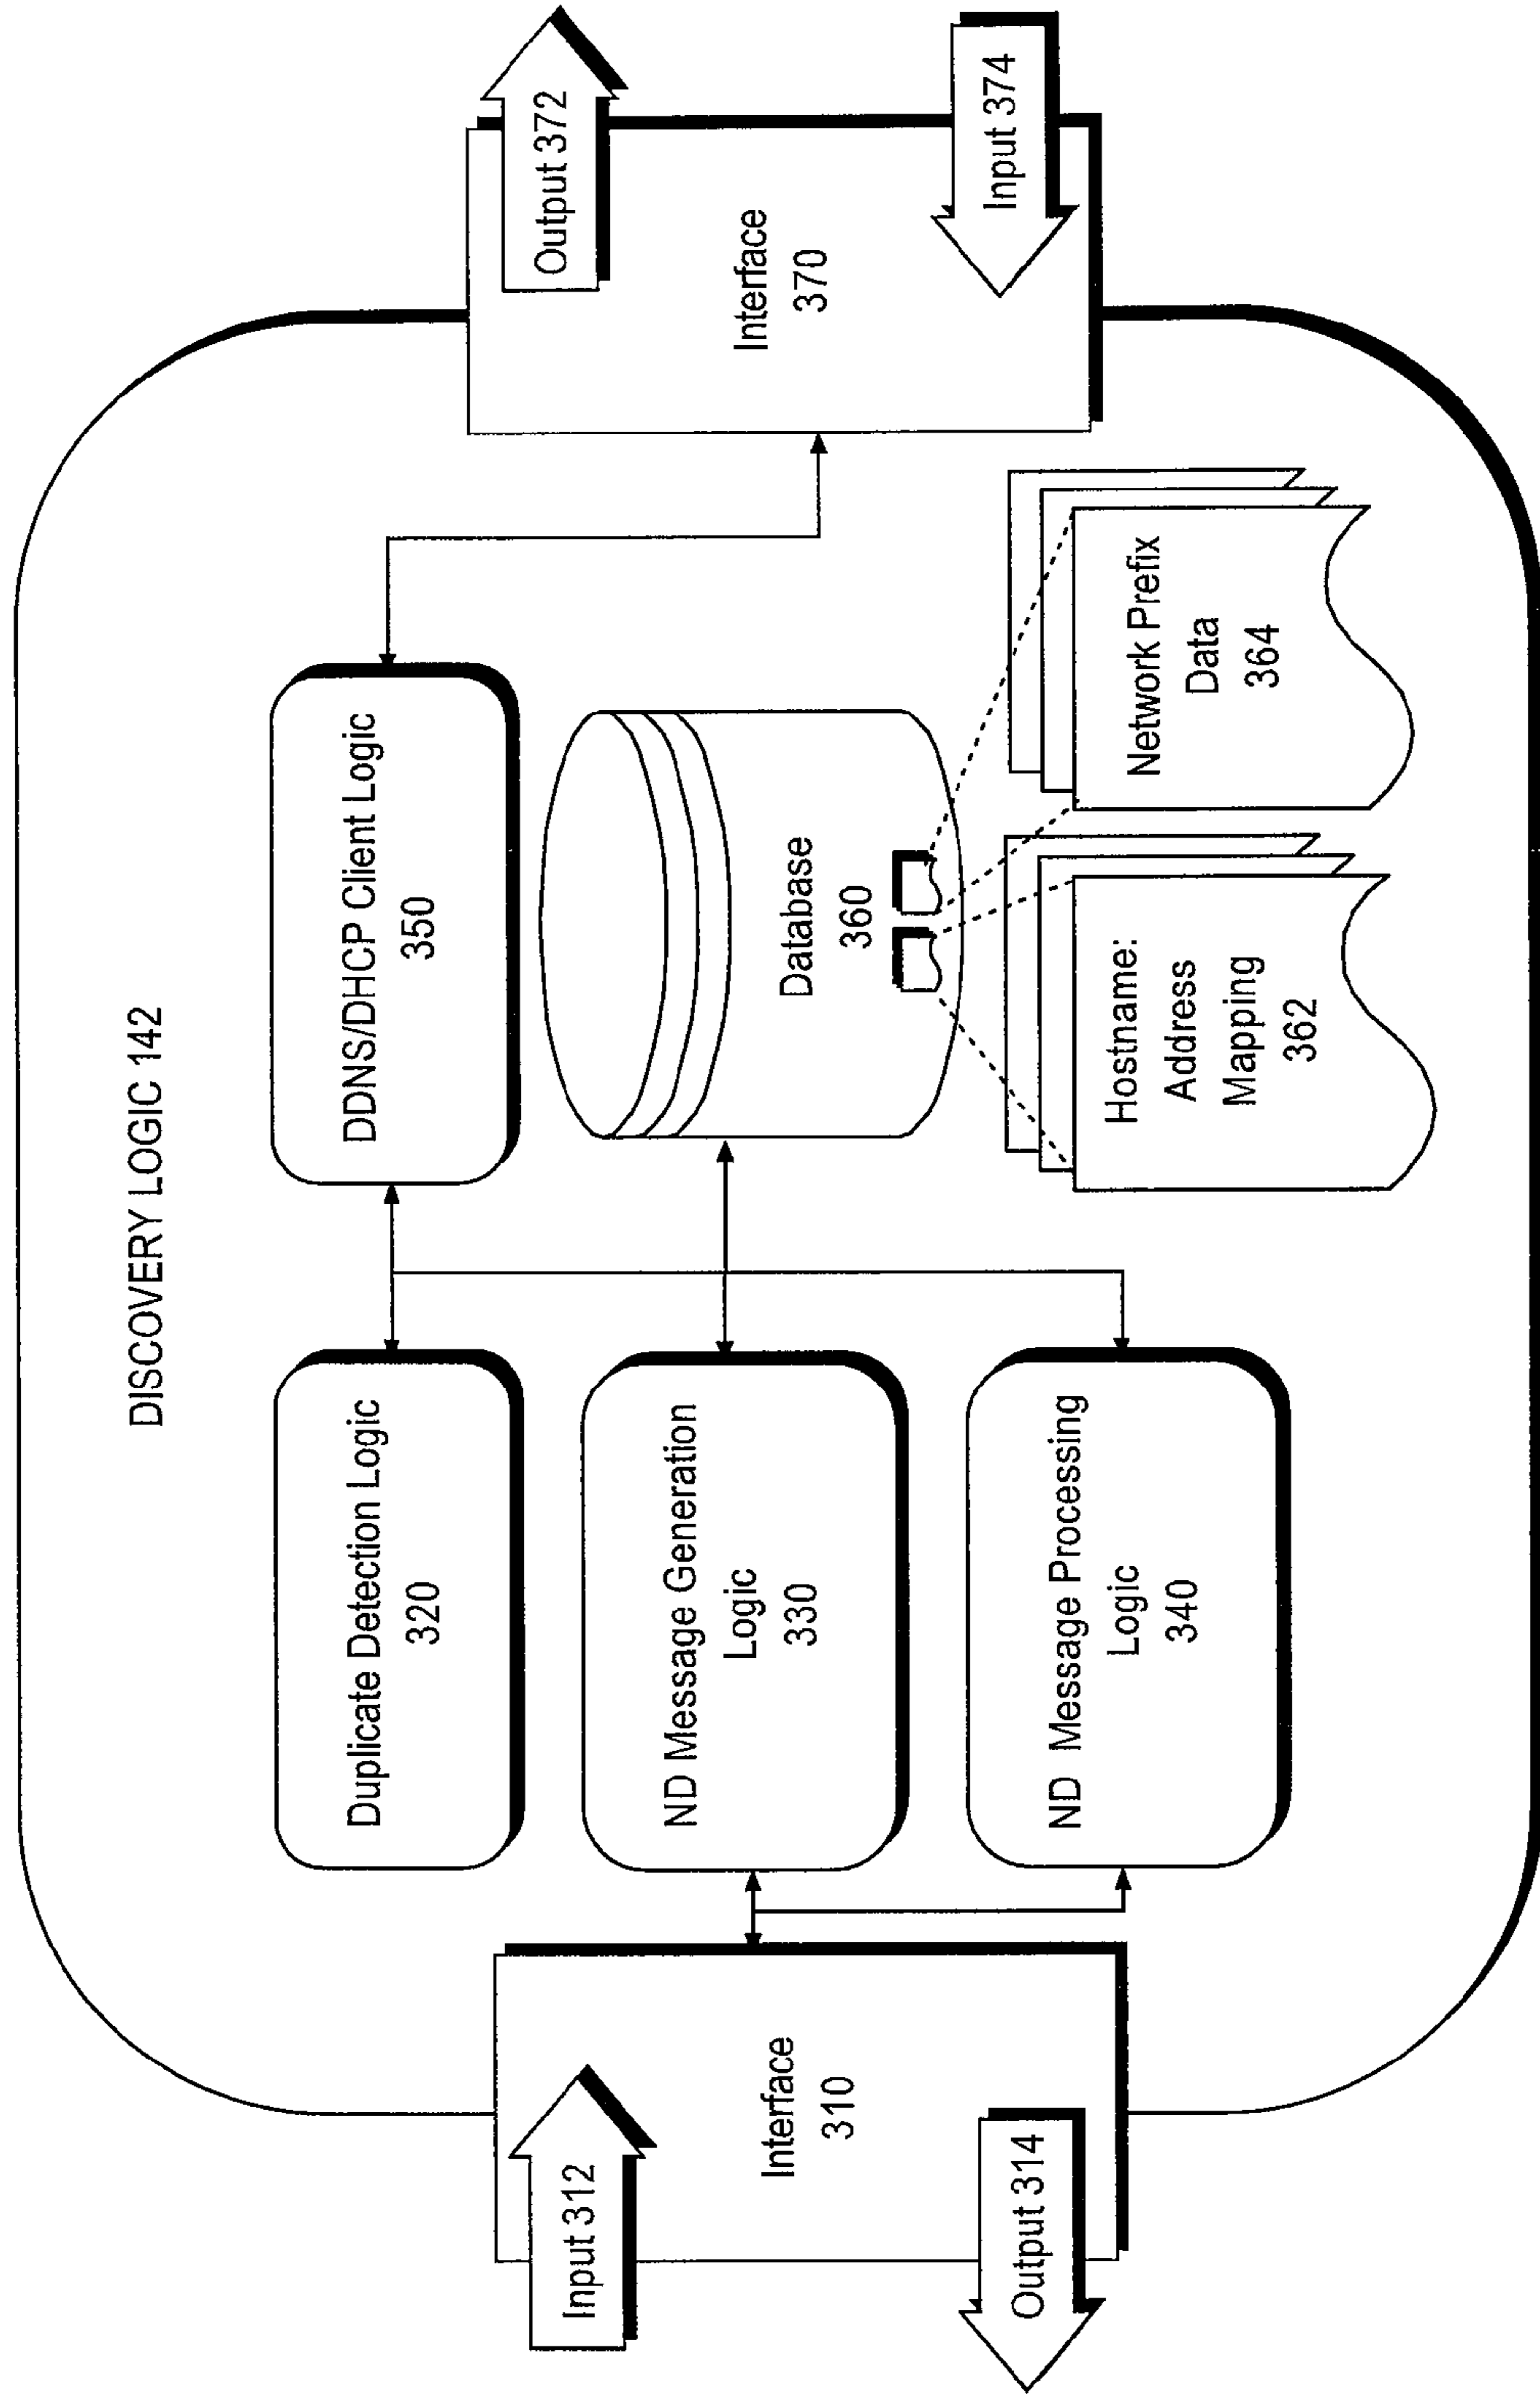 DISCOVERY LOGIC 142
Input 312
Output 314
Interface
310
Duplicate Detection Logic
320
ND Message Generation
Logic
330
ND Message Processing
Logic
340
DDNS/DHCP Client Logic
350
Database
360
Hostname:
Address
Mapping
362
Network Prefix
Data
364
Interface
370
Output 372
Input 374